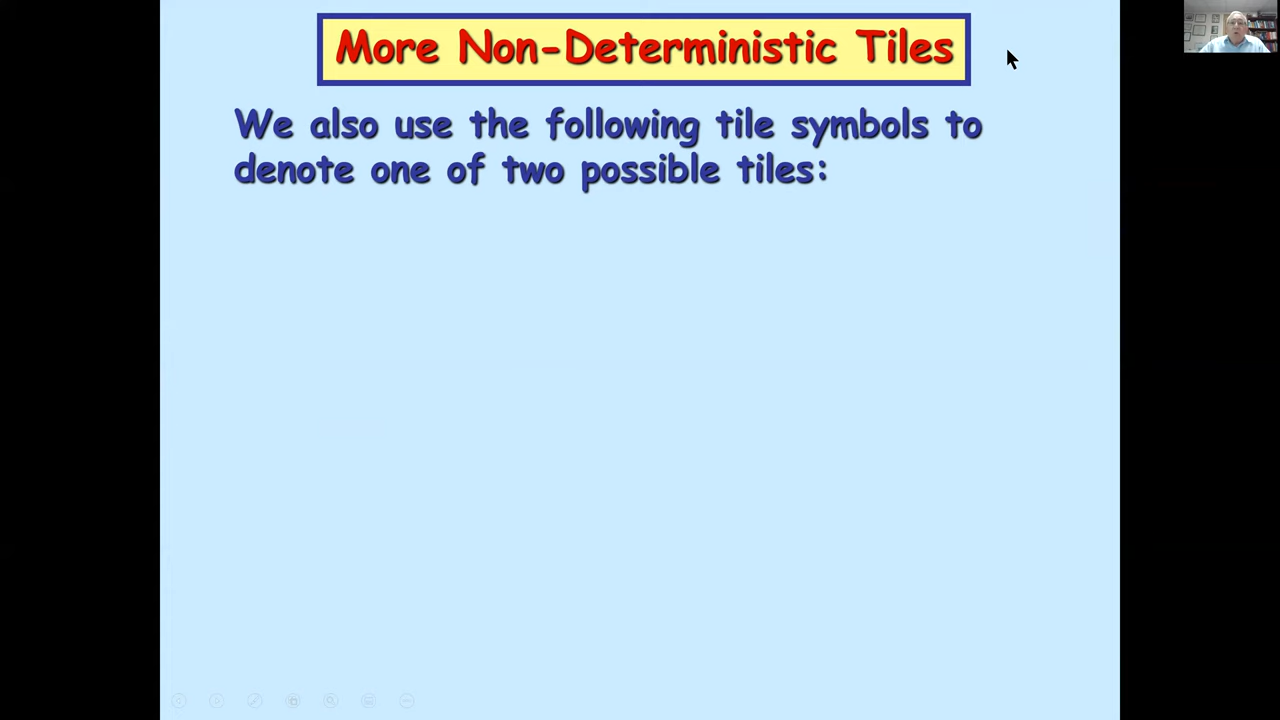 More Non-Deterministic Tiles
We also use the following tile symbols to
denote one of two possible tiles: